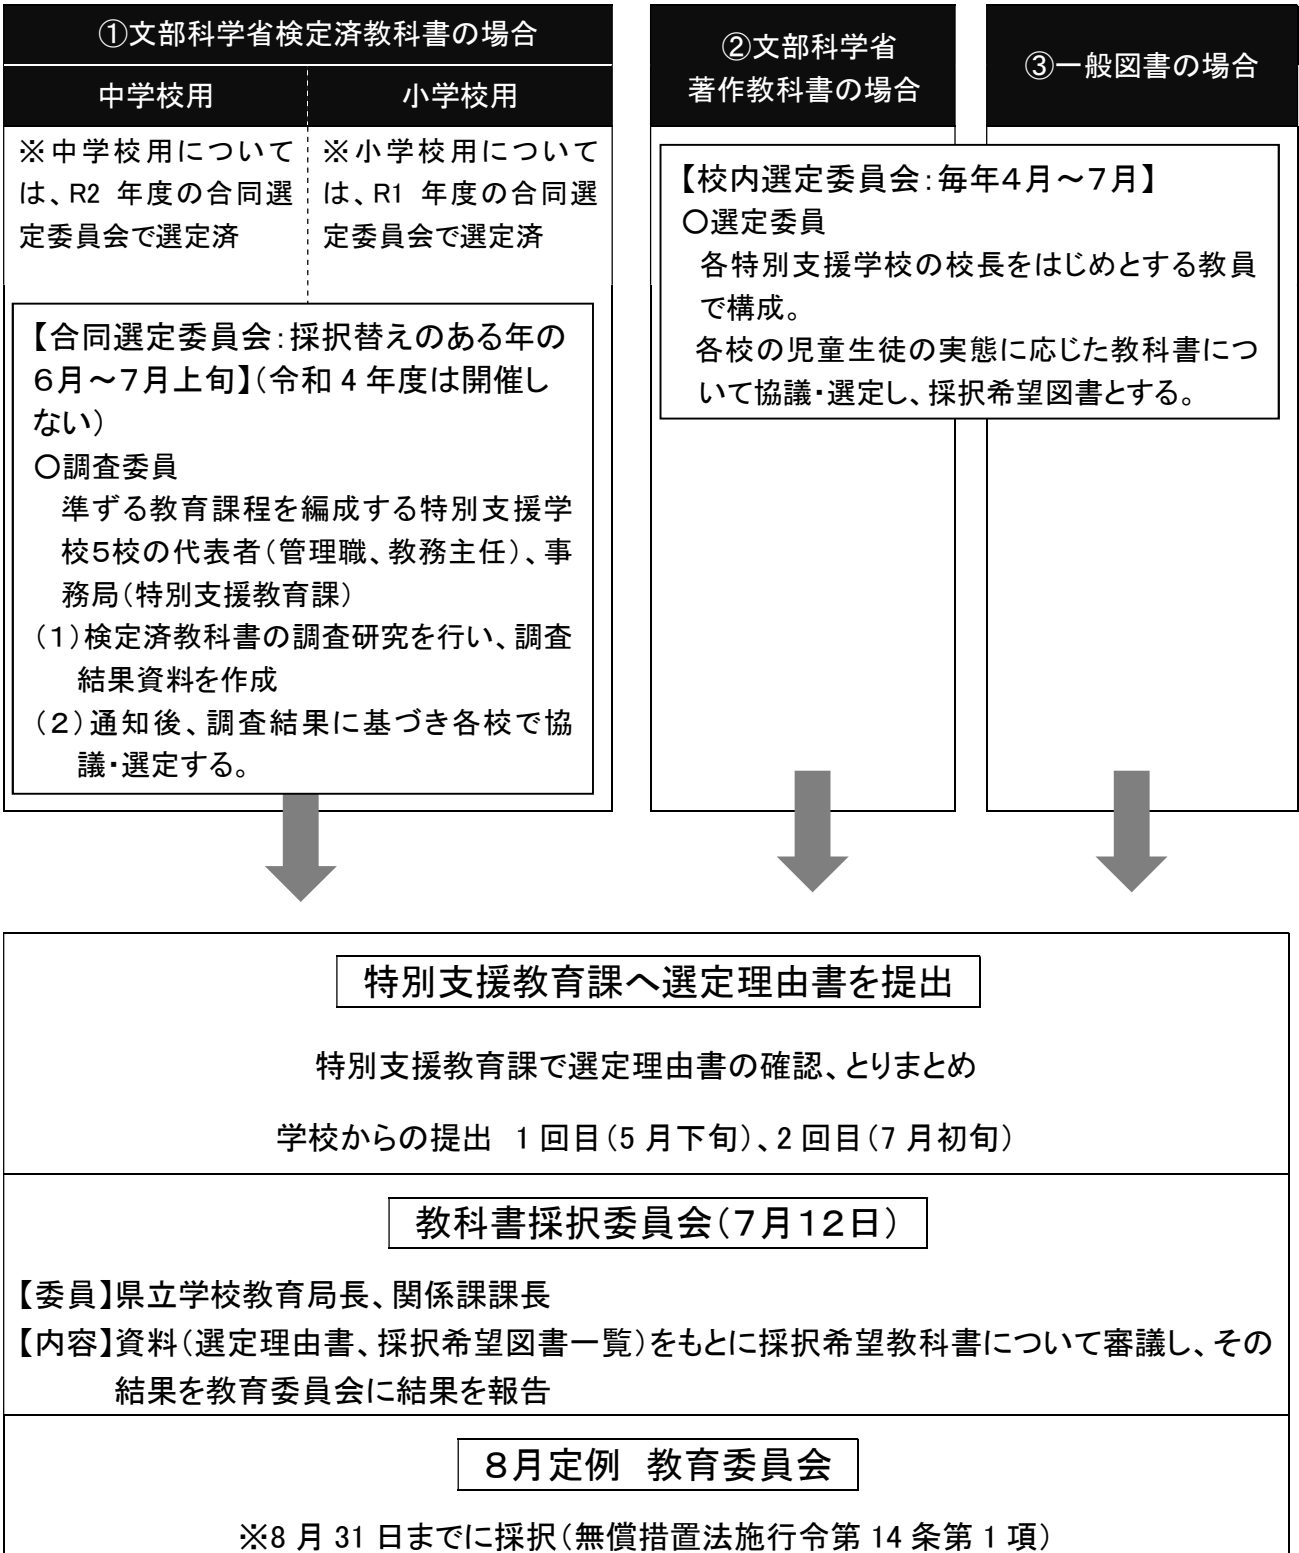 ①文部科学省検定済教科書の場合
中学校用
小学校用
※中学校用について
は、R2 年度の合同選
定委員会で選定済
※小学校用について
は、R1 年度の合同選
定委員会で選定済
【合同選定委員会：採択替えのある年の
６月～７月上旬】（令和 4 年度は開催し
ない）
〇調査委員
準ずる教育課程を編成する特別支援学
校５校の代表者（管理職、教務主任）、事
務局（特別支援教育課）
（１）検定済教科書の調査研究を行い、調査
結果資料を作成
（２）通知後、調査結果に基づき各校で協
議・選定する。
②文部科学省
著作教科書の場合
③一般図書の場合
【校内選定委員会：毎年４月～７月】
〇選定委員
各特別支援学校の校長をはじめとする教員
で構成。
各校の児童生徒の実態に応じた教科書につ
いて協議・選定し、採択希望図書とする。
特別支援教育課へ選定理由書を提出
特別支援教育課で選定理由書の確認、とりまとめ
学校からの提出　1 回目（5 月下旬）、2 回目（7 月初旬）
教科書採択委員会（７月１２日）
【委員】県立学校教育局長、関係課課長
【内容】資料（選定理由書、採択希望図書一覧）をもとに採択希望教科書について審議し、その
結果を教育委員会に結果を報告
８月定例　教育委員会
※8 月 31 日までに採択（無償措置法施行令第 14 条第 1 項）